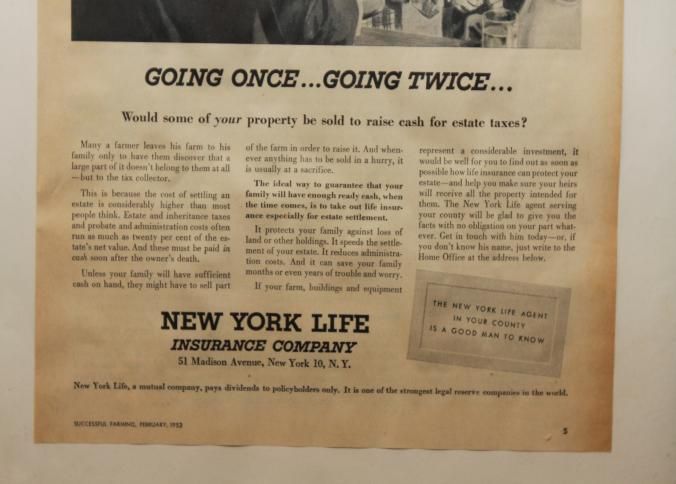 GOING ONCE...GOING TWICE...
Would some of your property be sold to raise cash for estate taxes?
Many a farmer leaves his farm to his
family only to have them discover that a
large part of it doesn't belong to them at all
—but to the tax collector.
This is because the cost of settling an
estate is considerably higher than most
people think. Estate and inheritance taxes
and probate and administration costs often
run as much as twenty per cent of the es-
tate's net value. And these must be paid in
cash soon after the owner's death.
Unless your family will have sufficient
cash on hand, they might have to sell part
of the farm in order to raise it. And when-
ever anything has to be sold in a hurry, it
is usually at a sacrifice.
The ideal way to guarantee that your
family will have enough ready cash, when
the time comes, is to take out life insur-
ance especially for estate settlement.
It protects your family against loss of
land or other holdings. It speeds the settle-
ment of your estate. It reduces administra-
tion costs. And it can save your family
months or even years of trouble and worry.
If your farm, buildings and equipment
represent a considerable investment, it
would be well for you to find out as soon as
possible how life insurance can protect your
estate—and help you make sure your heirs
will receive all the property intended for
them. The New York Life agent serving
your county will be glad to give you the
facts with no obligation on your part what-
ever. Get in touch with him today—or, if
you don't know his name, just write to the
Home Office at the address below.
NEW YORK LIFE
INSURANCE COMPANY
51 Madison Avenue, New York 10, N. Y.
THE NEW YORK LIFE AGENT
IN YOUR COUNTY
IS A GOOD MAN TO KNOW
New York Life, a mutual company, pays dividends to policyholders only. It is one of the strongest legal reserve companies in the world.
SUCCESSFUL FARMING, FEBRUARY, 1952
5